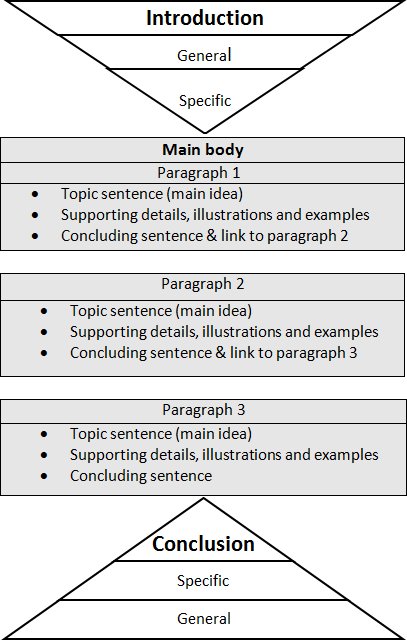 Introduction
General
Specific
Main body
Paragraph 1
• Topic sentence (main idea)
• Supporting details, illustrations and examples
• Concluding sentence & link to paragraph 2
Paragraph 2
• Topic sentence (main idea)
• Supporting details, illustrations and examples
• Concluding sentence & link to paragraph 3
Paragraph 3
• Topic sentence (main idea)
• Supporting details, illustrations and examples
• Concluding sentence
Conclusion
Specific
General